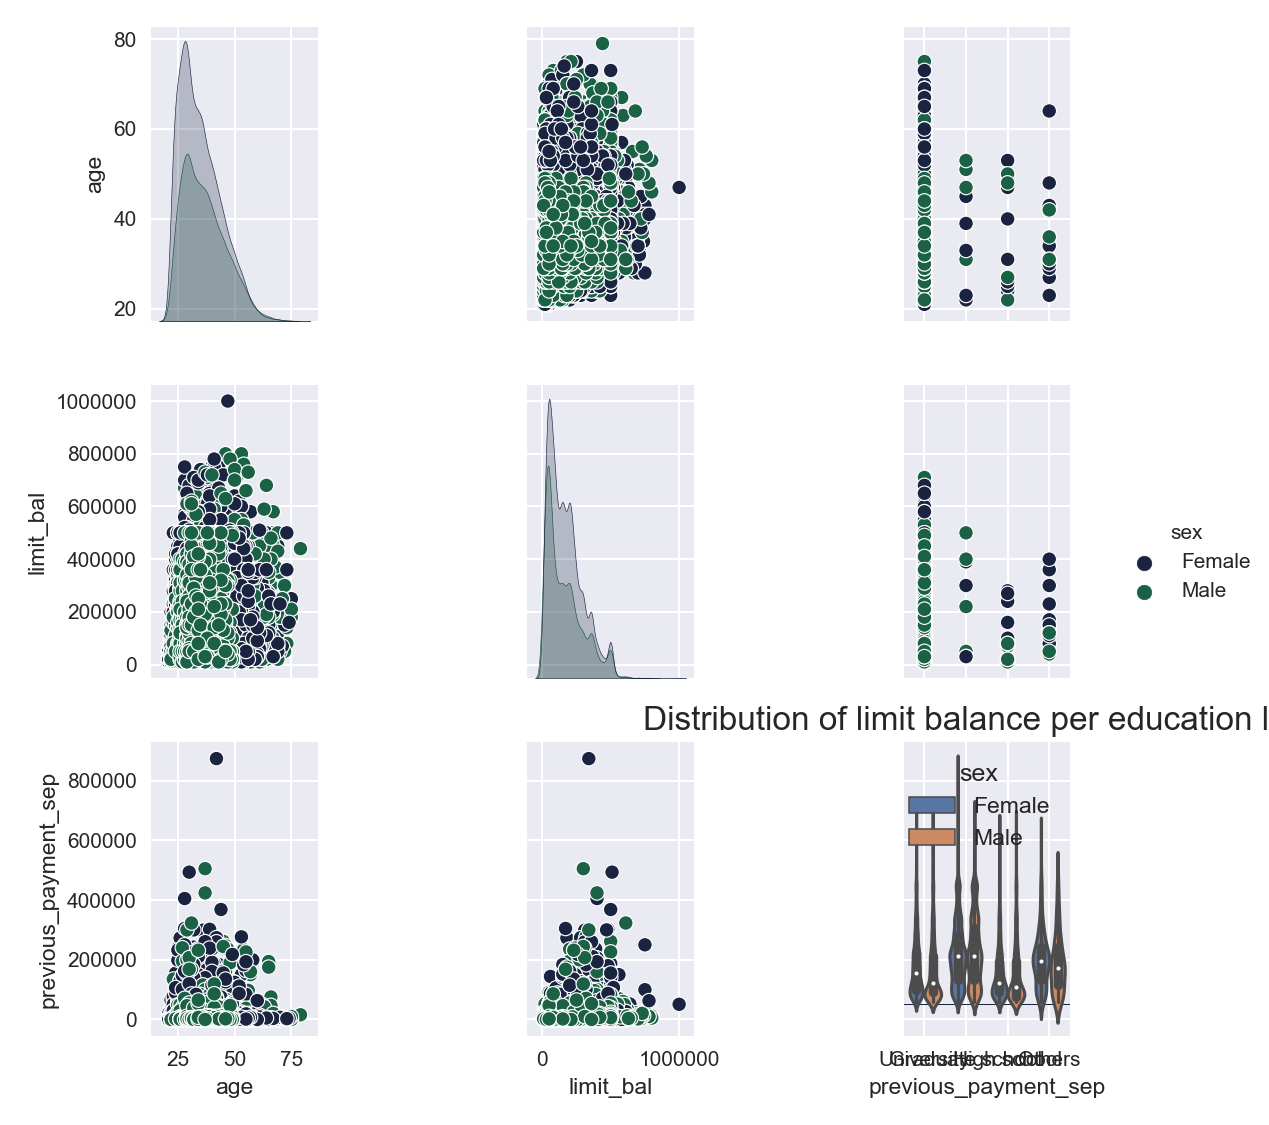 80
60
40
20
age
1000000
800000
600000
400000
200000
0
limit_bal
sex
Female
Male
Distribution of limit balance per education l
800000
600000
400000
200000
0
previous_payment_sep
sex
Female
Male
25 50 75
age
0 1000000
limit_bal
University Graduate High school Others
previous_payment_sep